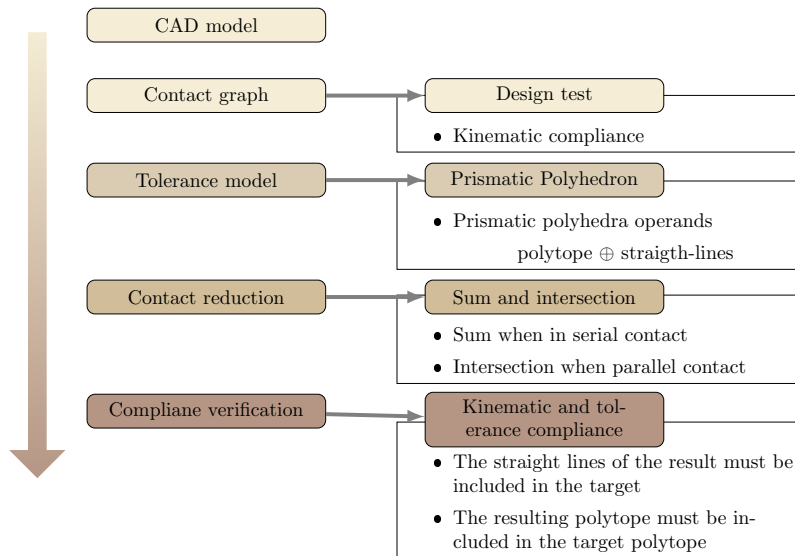 CAD model
Contact graph
Design test
• Kinematic compliance
Tolerance model
Prismatic Polyhedron
• Prismatic polyhedra operands
polytope ⊕ straigth-lines
Contact reduction
Sum and intersection
• Sum when in serial contact
• Intersection when parallel contact
Compliane verification
Kinematic and tol-
erance compliance
• The straight lines of the result must be
included in the target
• The resulting polytope must be in-
cluded in the target polytope